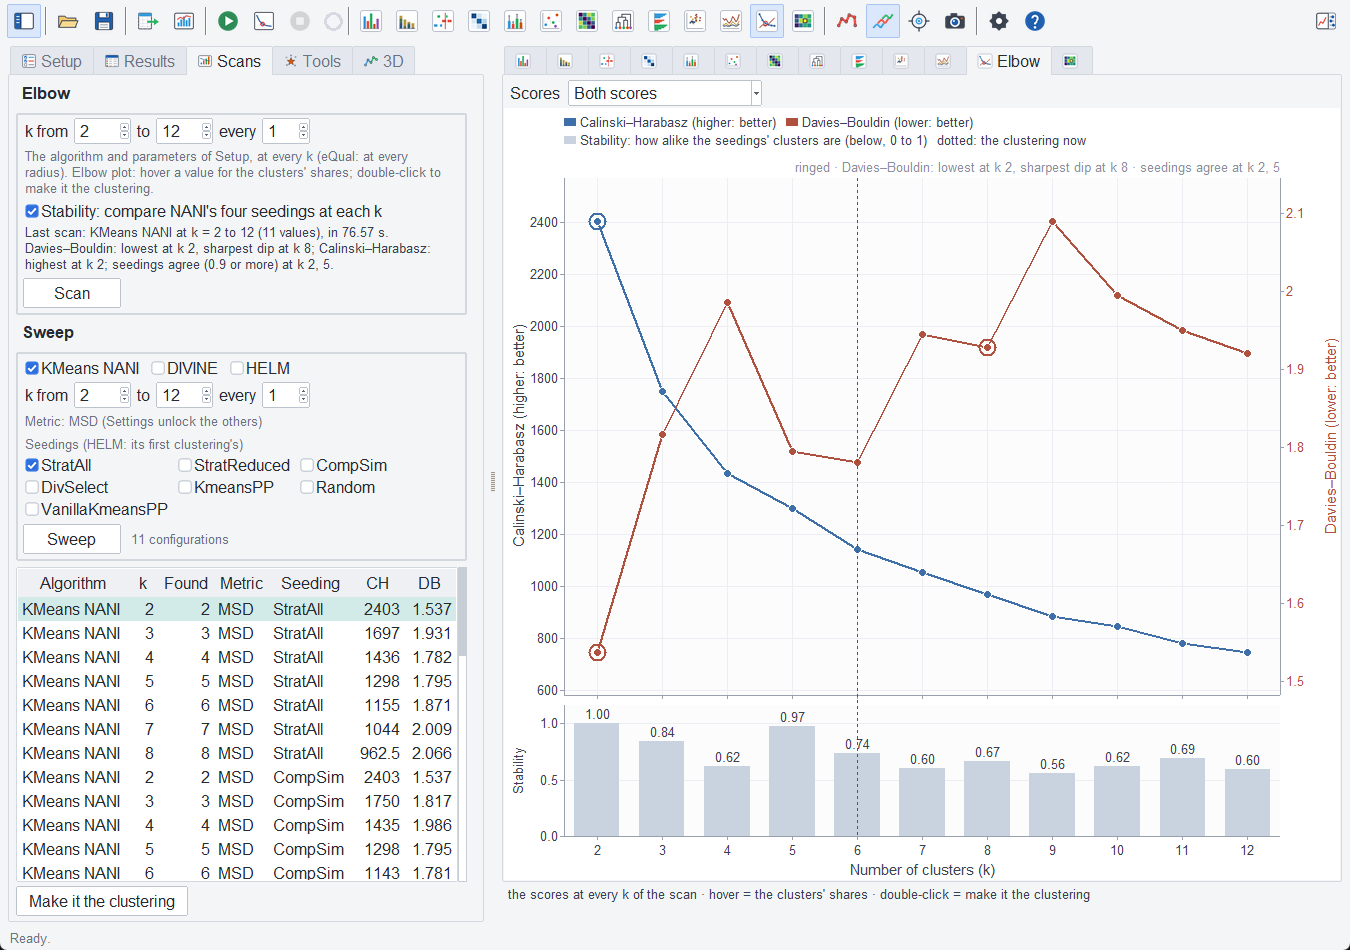 Setup
Results
Scans
Tools
3D
Elbow
Elbow
k from 2 to 12 every 1
The algorithm and parameters of Setup, at every k (eQual: at every
radius). Elbow plot: hover a value for the clusters' shares; double-click to
make it the clustering.
Stability: compare NANI's four seedings at each k
Last scan: KMeans NANI at k = 2 to 12 (11 values), in 76.57 s.
Davies–Bouldin: lowest at k 2, sharpest dip at k 8; Calinski–Harabasz:
highest at k 2; seedings agree (0.9 or more) at k 2, 5.
Scan
Sweep
KMeans NANI DIVINE HELM
k from 2 to 12 every 1
Metric: MSD (Settings unlock the others)
Seedings (HELM: its first clustering's)
StratAll StratReduced CompSim
DivSelect KmeansPP Random
VanillaKmeansPP
Sweep 11 configurations
Algorithm k Found Metric Seeding CH DB
KMeans NANI 2 2 MSD StratAll 2403 1.537
KMeans NANI 3 3 MSD StratAll 1697 1.931
KMeans NANI 4 4 MSD StratAll 1436 1.782
KMeans NANI 5 5 MSD StratAll 1298 1.795
KMeans NANI 6 6 MSD StratAll 1155 1.871
KMeans NANI 7 7 MSD StratAll 1044 2.009
KMeans NANI 8 8 MSD StratAll 962.5 2.066
KMeans NANI 2 2 MSD CompSim 2403 1.537
KMeans NANI 3 3 MSD CompSim 1750 1.817
KMeans NANI 4 4 MSD CompSim 1435 1.986
KMeans NANI 5 5 MSD CompSim 1298 1.795
KMeans NANI 6 6 MSD CompSim 1143 1.781
Make it the clustering
Ready.
Scores Both scores
Calinski–Harabasz (higher: better) Davies–Bouldin (lower: better)
Stability: how alike the seedings' clusters are (below, 0 to 1) dotted: the clustering now
ringed · Davies–Bouldin: lowest at k 2, sharpest dip at k 8 · seedings agree at k 2, 5
Calinski–Harabasz (higher: better)
2400
2200
2000
1800
1600
1400
1200
1000
800
600
2.1
2
1.9
1.8
1.7
1.6
1.5
Davies–Bouldin (lower: better)
Stability
1.0
0.5
0.0
1.00 0.84 0.62 0.97 0.74 0.60 0.67 0.56 0.62 0.69 0.60
2 3 4 5 6 7 8 9 10 11 12
Number of clusters (k)
the scores at every k of the scan · hover = the clusters' shares · double-click = make it the clustering